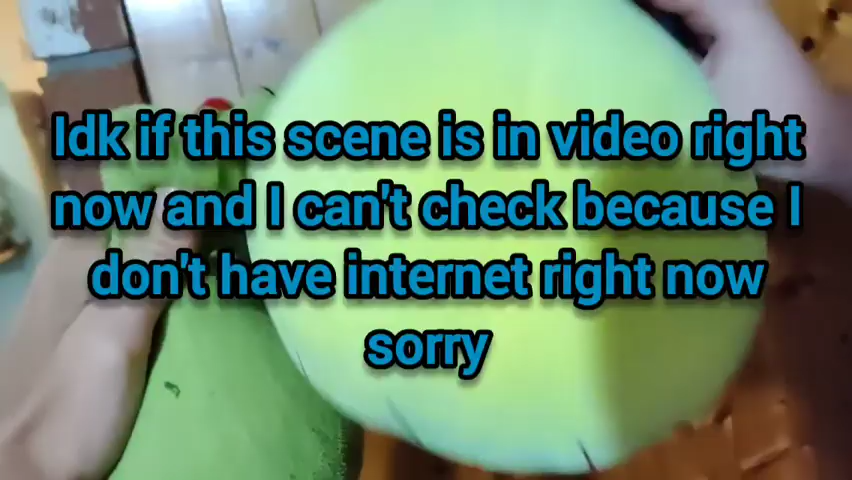 Idk if this scene is in video right
now and I can't check because I
don't have internet right now
sorry